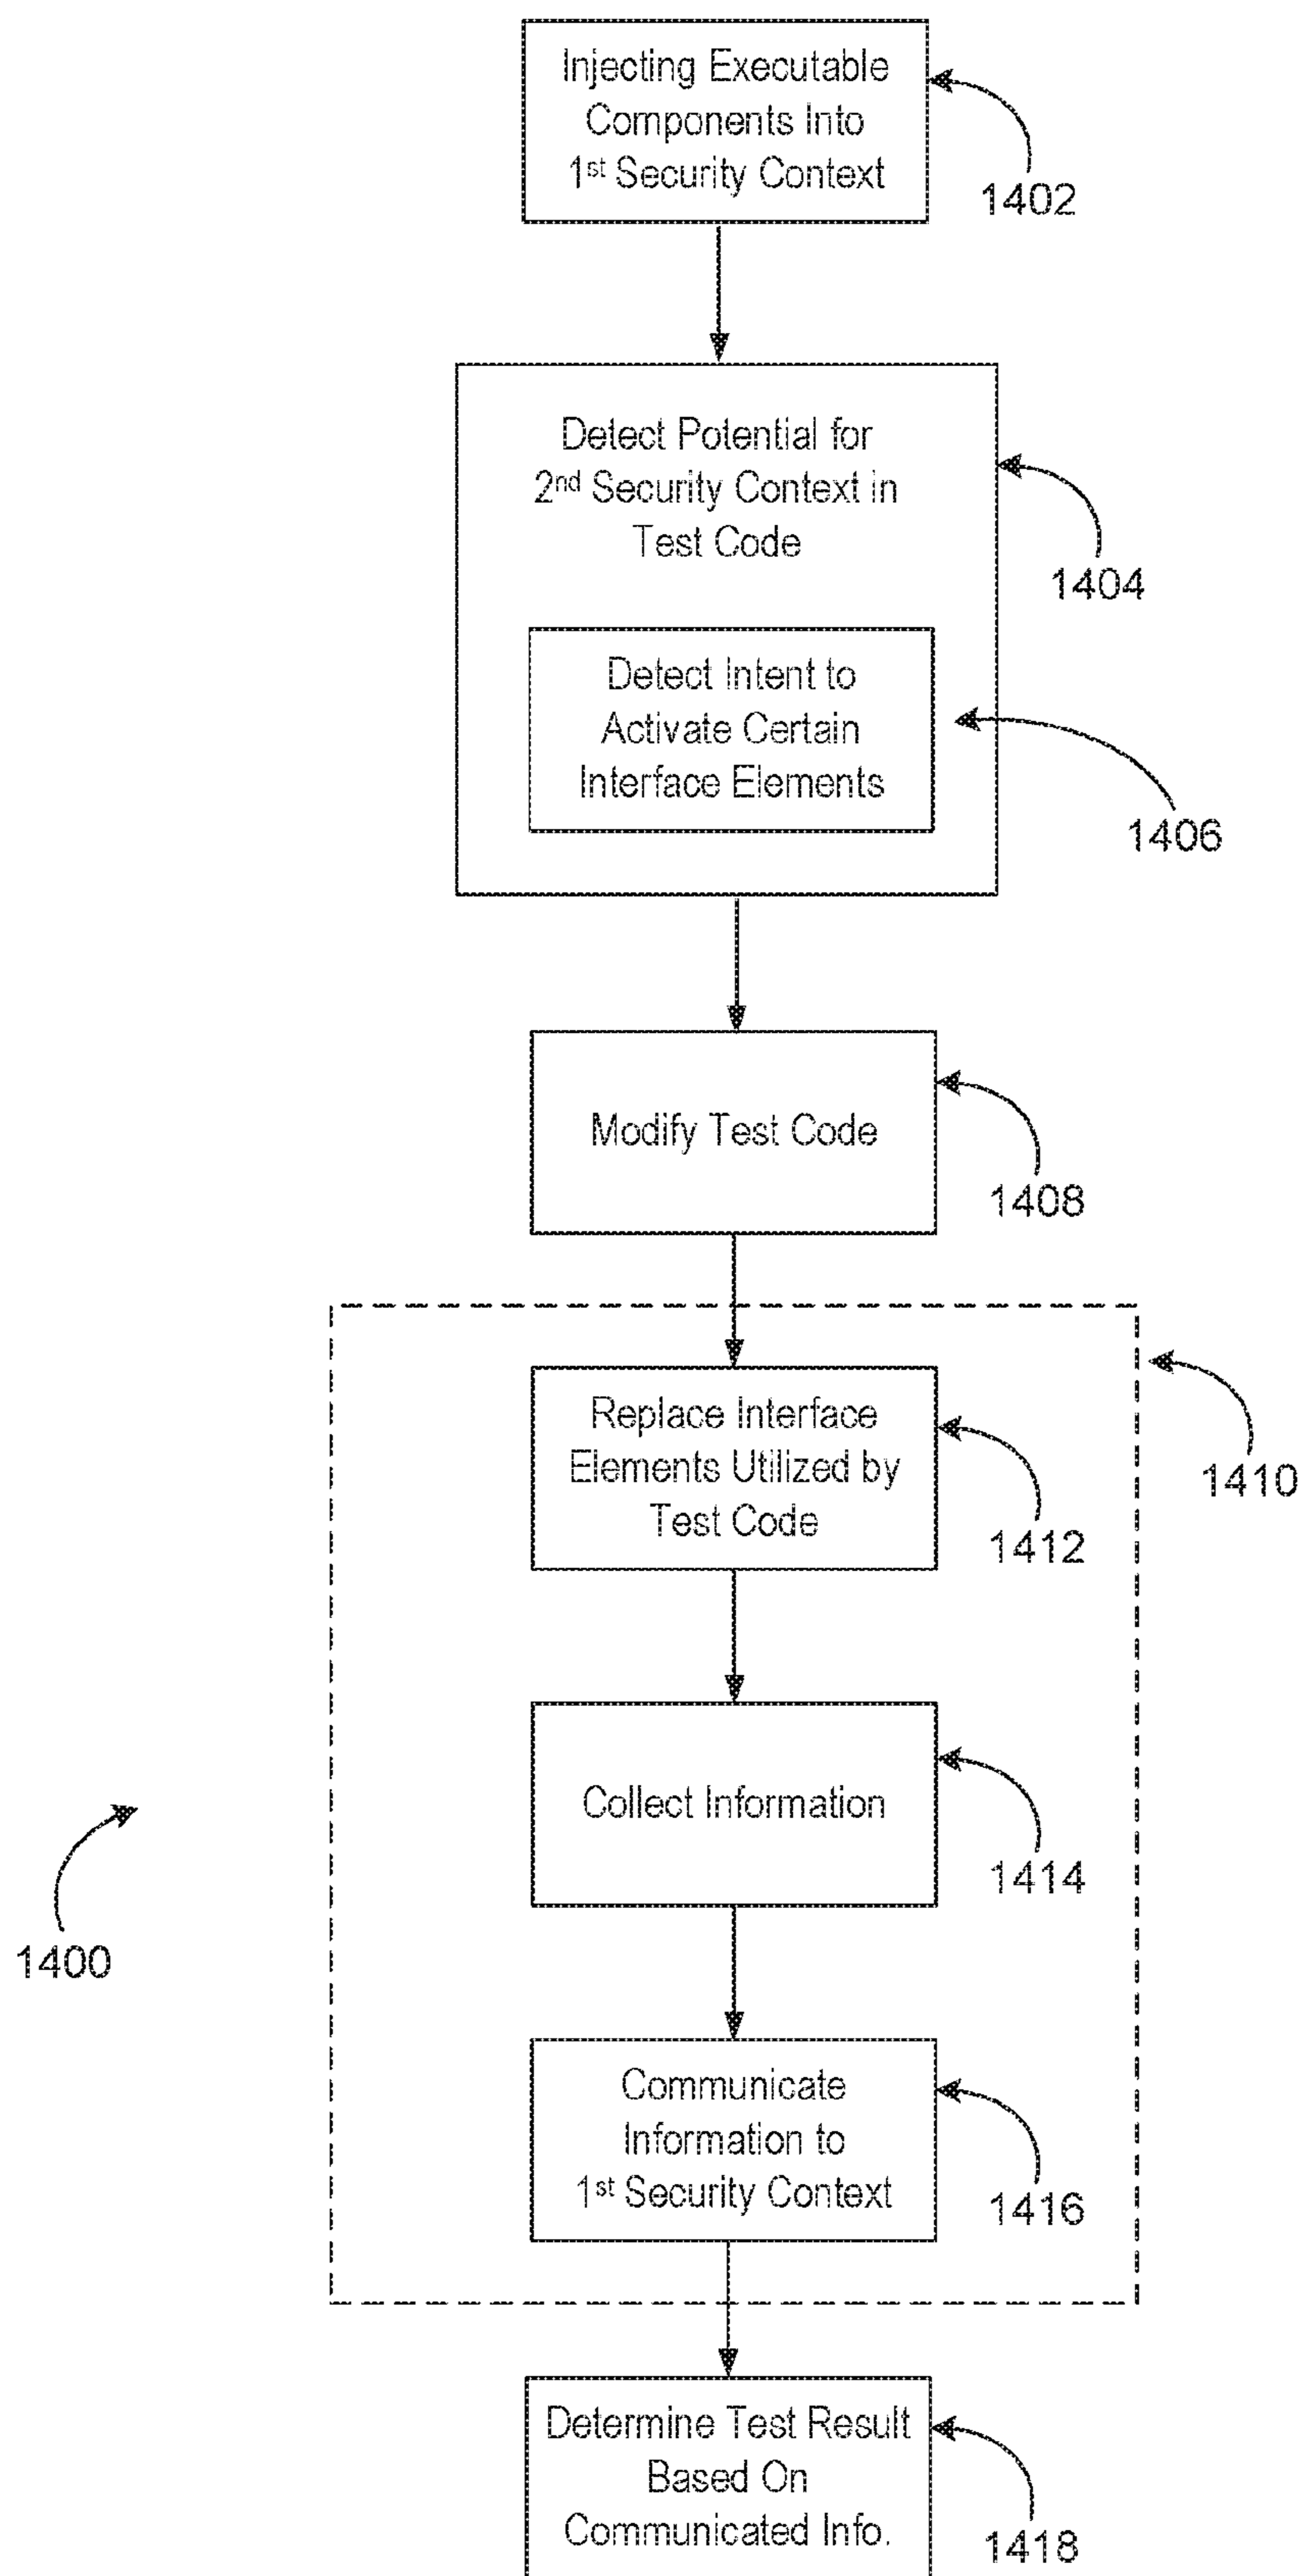 Injecting Executable
Components Into
1st Security Context
1402
Detect Potential for
2nd Security Context in
Test Code
1404
Detect Intent to
Activate Certain
Interface Elements
1406
Modify Test Code
1408
1410
Replace Interface
Elements Utilized by
Test Code
1412
Collect Information
1414
1400
Communicate
Information to
1st Security Context
1416
Determine Test Result
Based On
Communicated Info.
1418